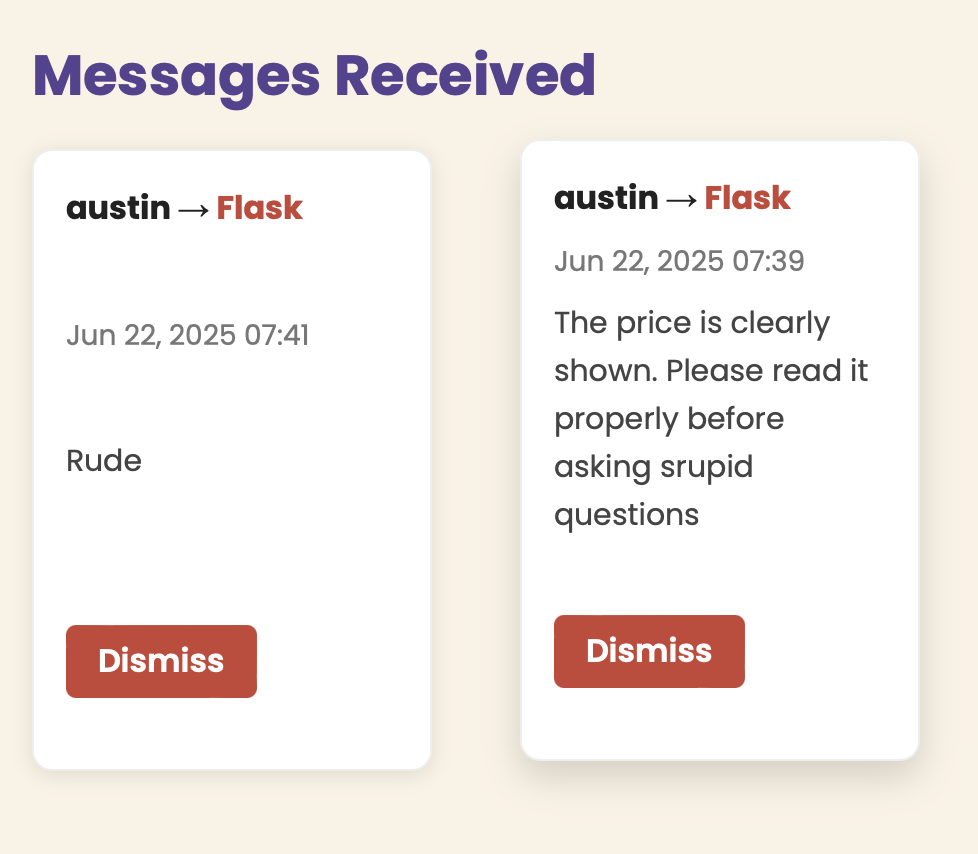 Messages Received
austin → Flask
Jun 22, 2025 07:41
Rude
Dismiss
austin → Flask
Jun 22, 2025 07:39
The price is clearly
shown. Please read it
properly before
asking srupid
questions
Dismiss